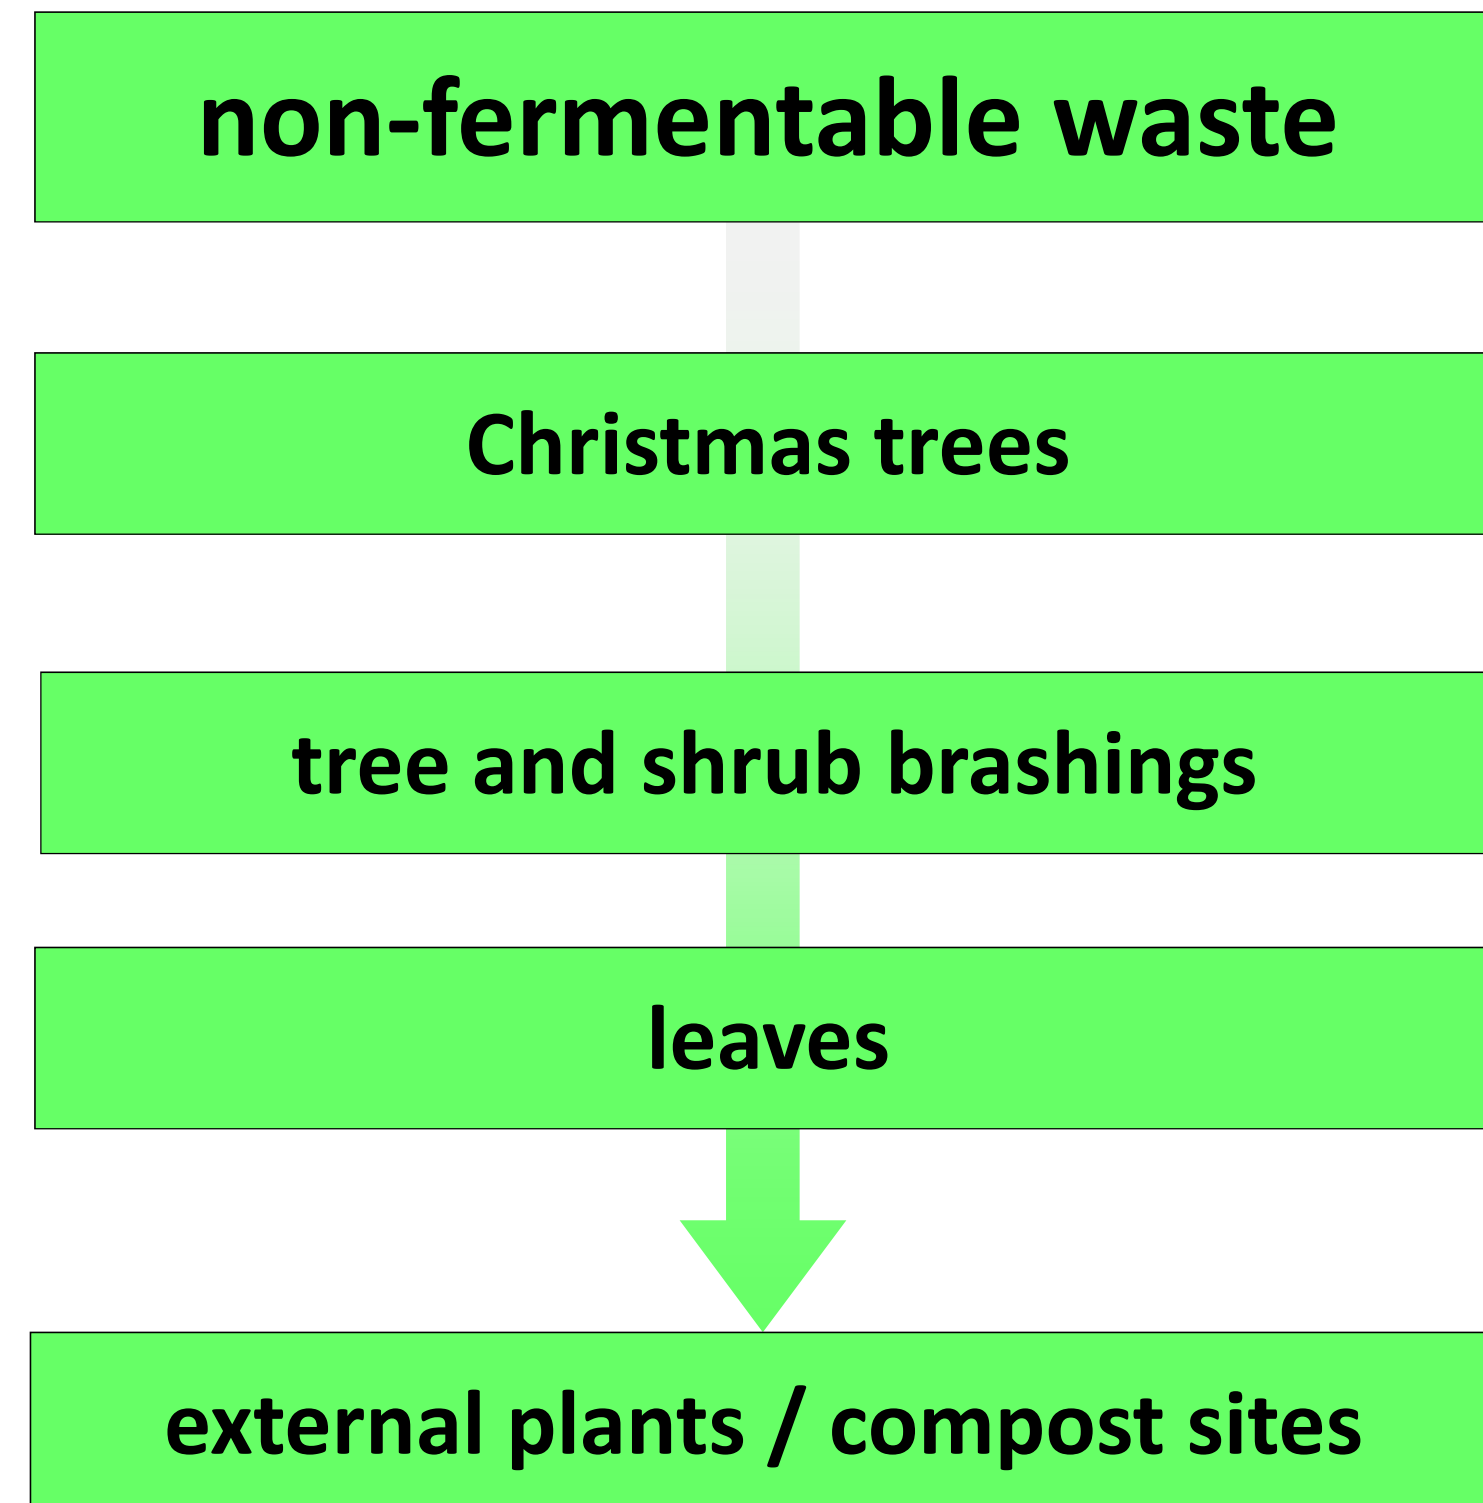 non-fermentable waste
Christmas trees
tree and shrub brashings
leaves
external plants / compost sites